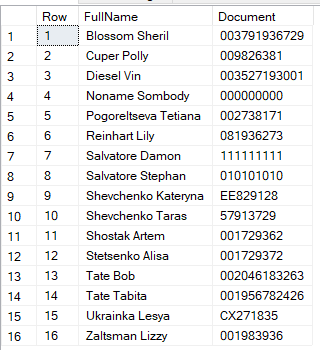 Row FullName Document
1 1 Blossom Sheril 003791936729
2 2 Cuper Polly 009826381
3 3 Diesel Vin 003527193001
4 4 Noname Sombody 000000000
5 5 Pogoreltseva Tetiana 002738171
6 6 Reinhart Lily 081936273
7 7 Salvatore Damon 111111111
8 8 Salvatore Stephan 010101010
9 9 Shevchenko Kateryna EE829128
10 10 Shevchenko Taras 57913729
11 11 Shostak Artem 001729362
12 12 Stetsenko Alisa 001729372
13 13 Tate Bob 002046183263
14 14 Tate Tabita 001956782426
15 15 Ukrainka Lesya CX271835
16 16 Zaltsman Lizzy 001983936